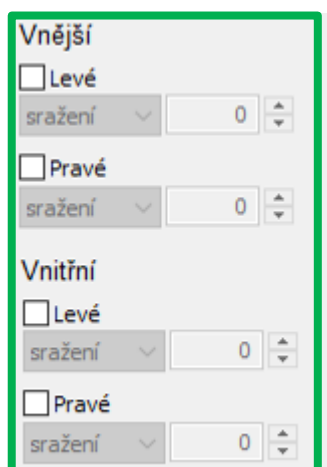 Vnější
Levé
sražení 0
Pravé
sražení 0
Vnitřní
Levé
sražení 0
Pravé
sražení 0